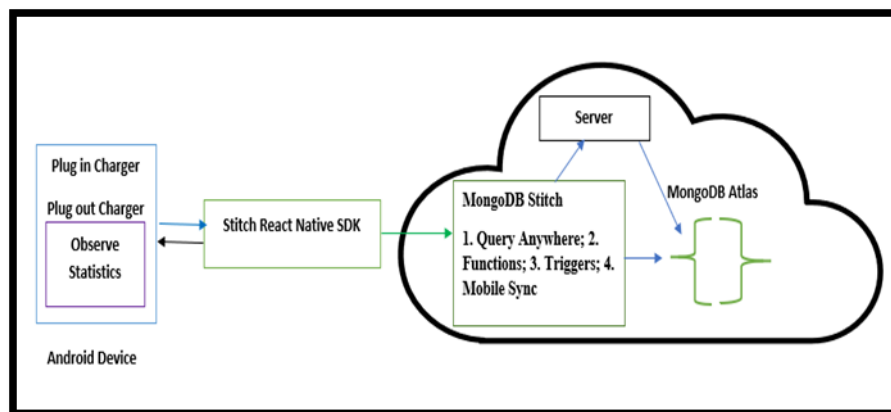 Plug in Charger
Plug out Charger
Observe
Statistics
Android Device
Stitch React Native SDK
Server
MongoDB Stitch
1. Query Anywhere; 2.
Functions; 3. Triggers; 4.
Mobile Sync
MongoDB Atlas